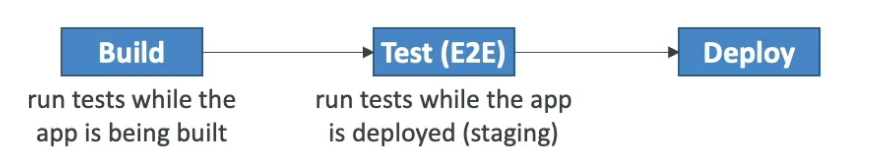 Build
Test (E2E)
Deploy
run tests while the
app is being built
run tests while the app
is deployed (staging)